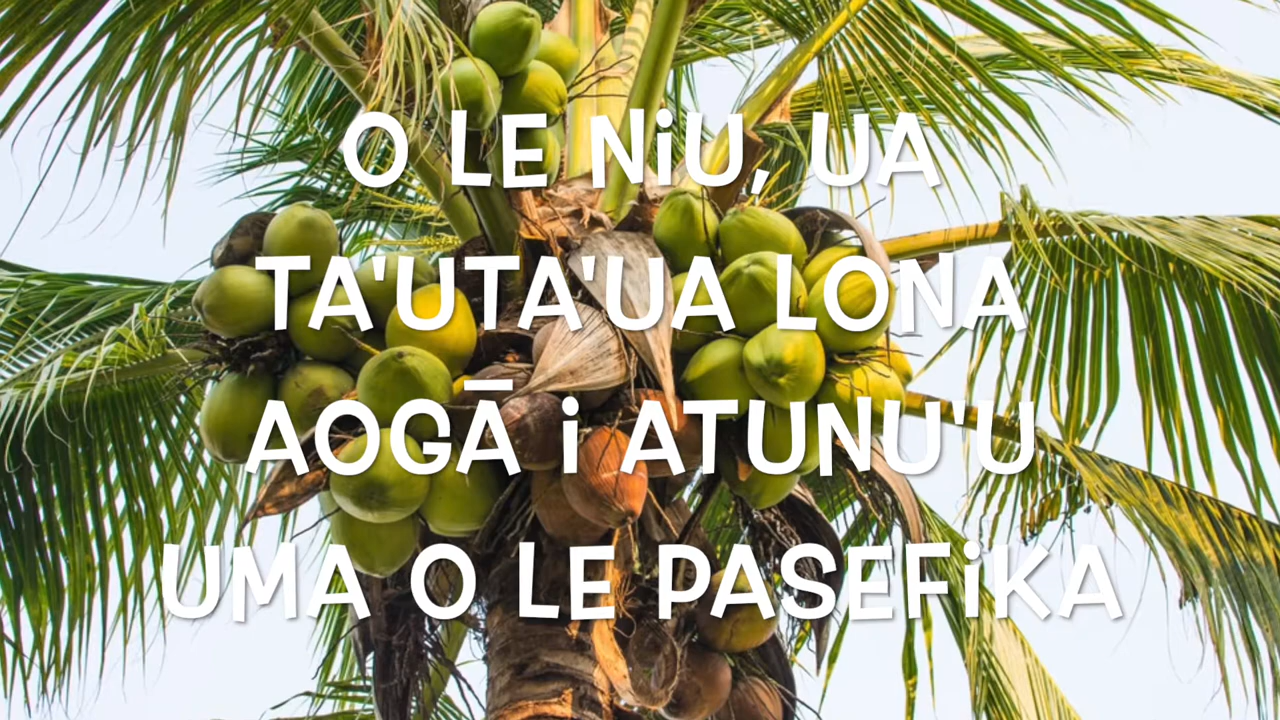 O LE NiU, UA
TA'UTA'UA LONA
AOGĀ i ATUNU'U
UMA O LE PASEFiKA